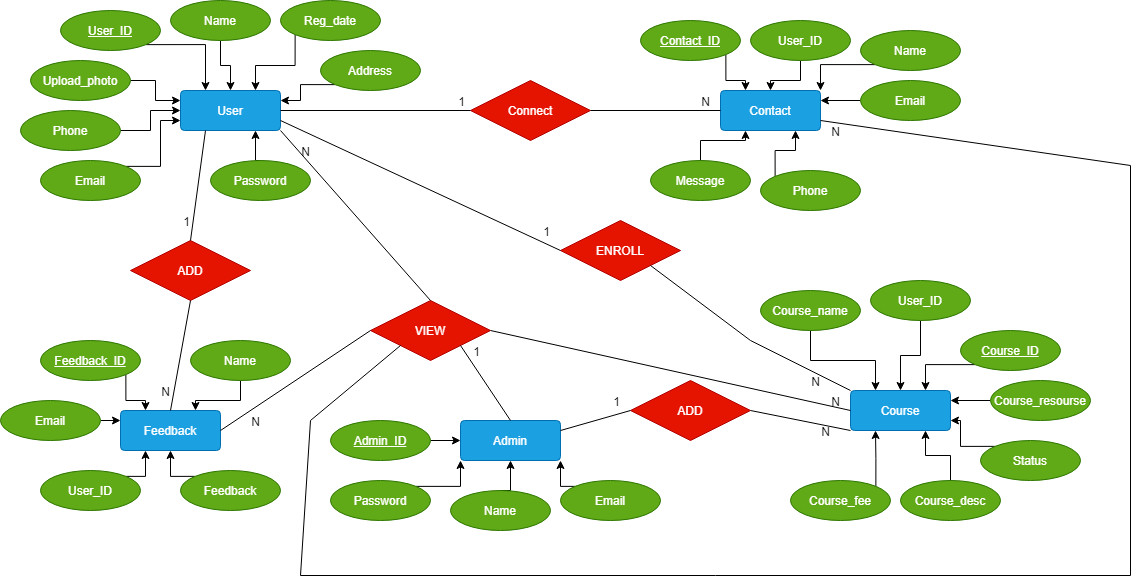 Name
Reg_date
User_ID
Contact_ID
User_ID
Name
Address
Upload_photo
User
1
Connect
N
Contact
Email
Phone
N
N
Email
Password
Message
Phone
1
1
ENROLL
ADD
User_ID
Course_name
VIEW
Course_ID
Feedback_ID
Name
1
N
N
1
ADD
N
Course_resourse
Email
N
Feedback
Course
N
Admin_ID
Admin
Status
User_ID
Feedback
Password
Name
Email
Course_fee
Course_desc